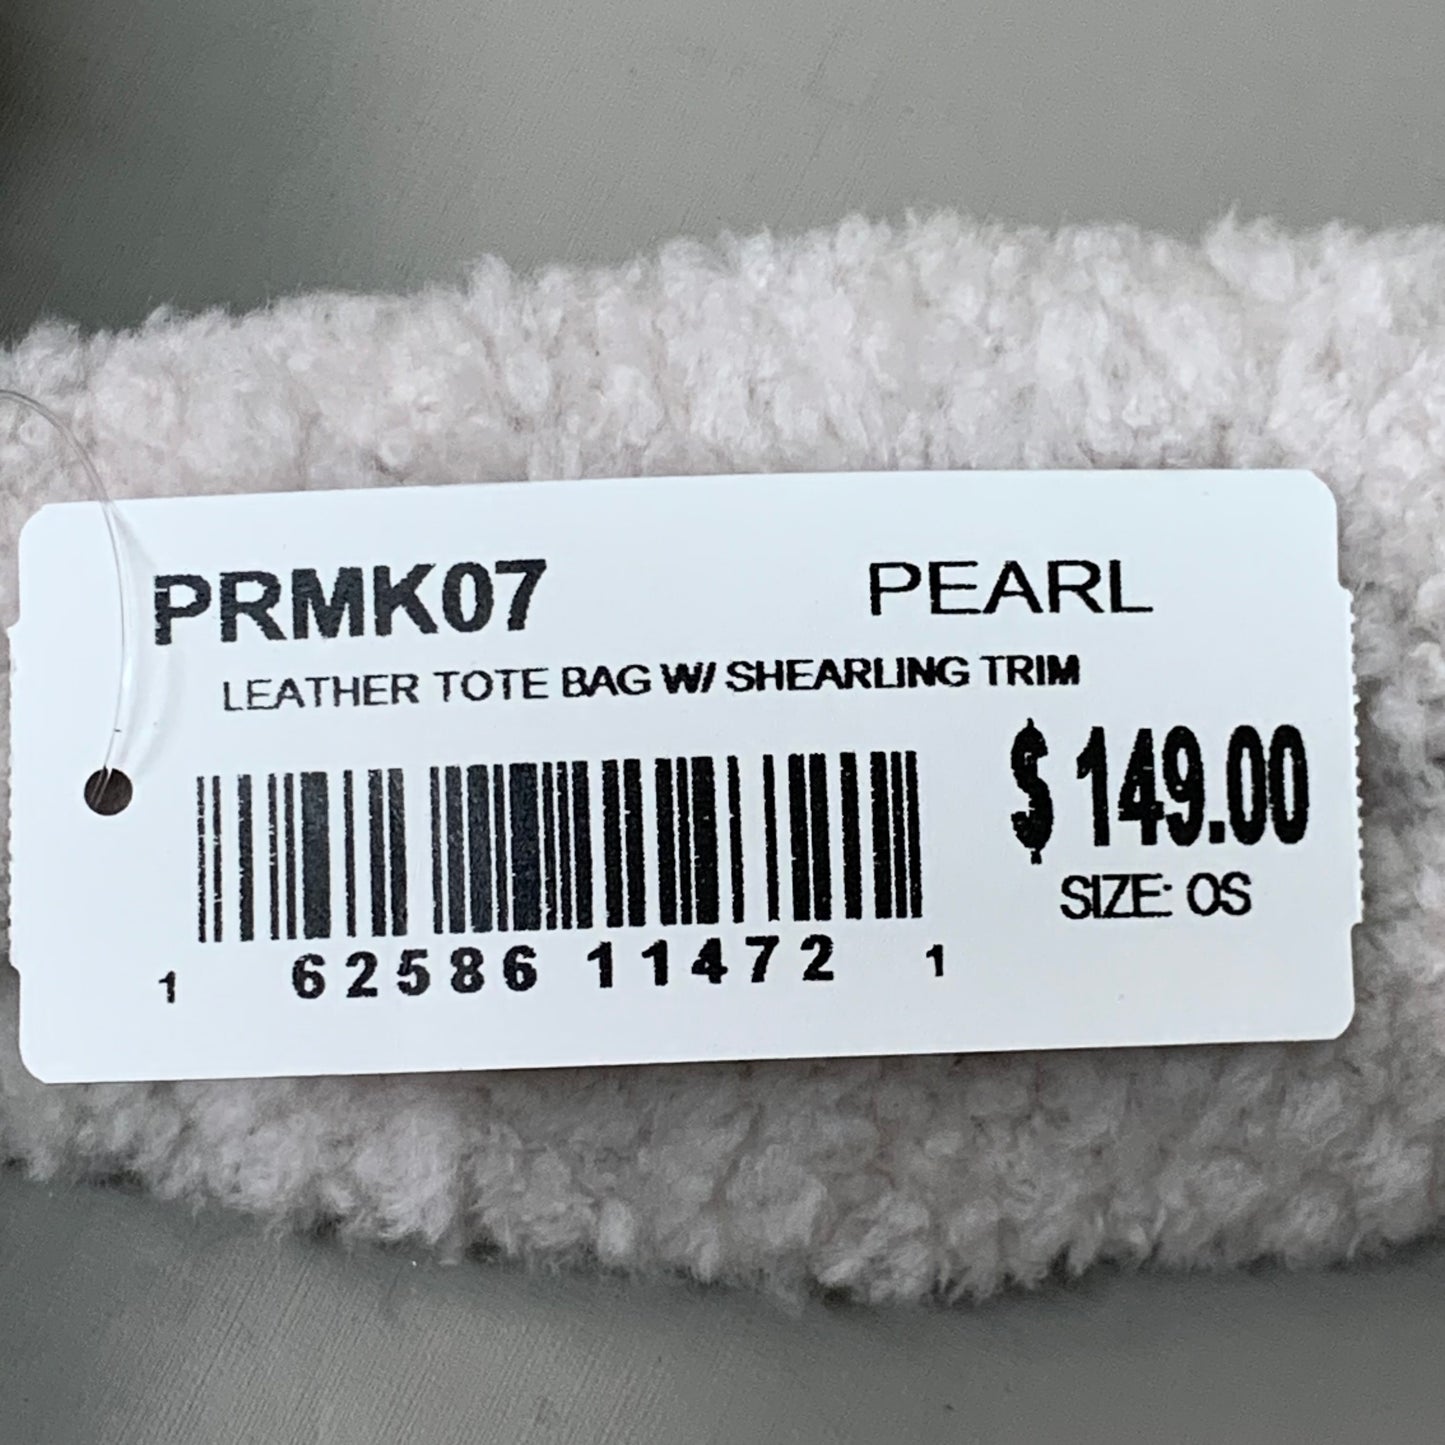 PRMK07 PEARL
LEATHER TOTE BAG W/ SHEARLING TRIM
$ 149.00
SIZE: OS
1 62586 11472 1